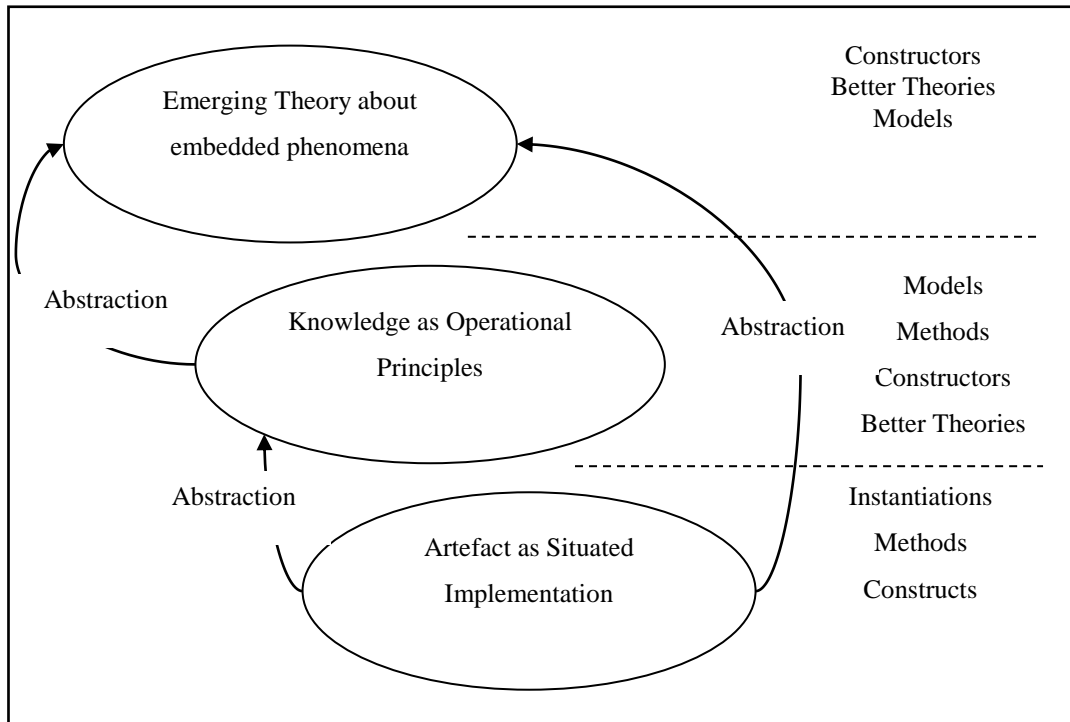 Constructors
Better Theories
Models
Emerging Theory about
embedded phenomena
Abstraction
Knowledge as Operational
Principles
Abstraction
Models
Methods
Constructors
Better Theories
Abstraction
Artefact as Situated
Implementation
Instantiations
Methods
Constructs